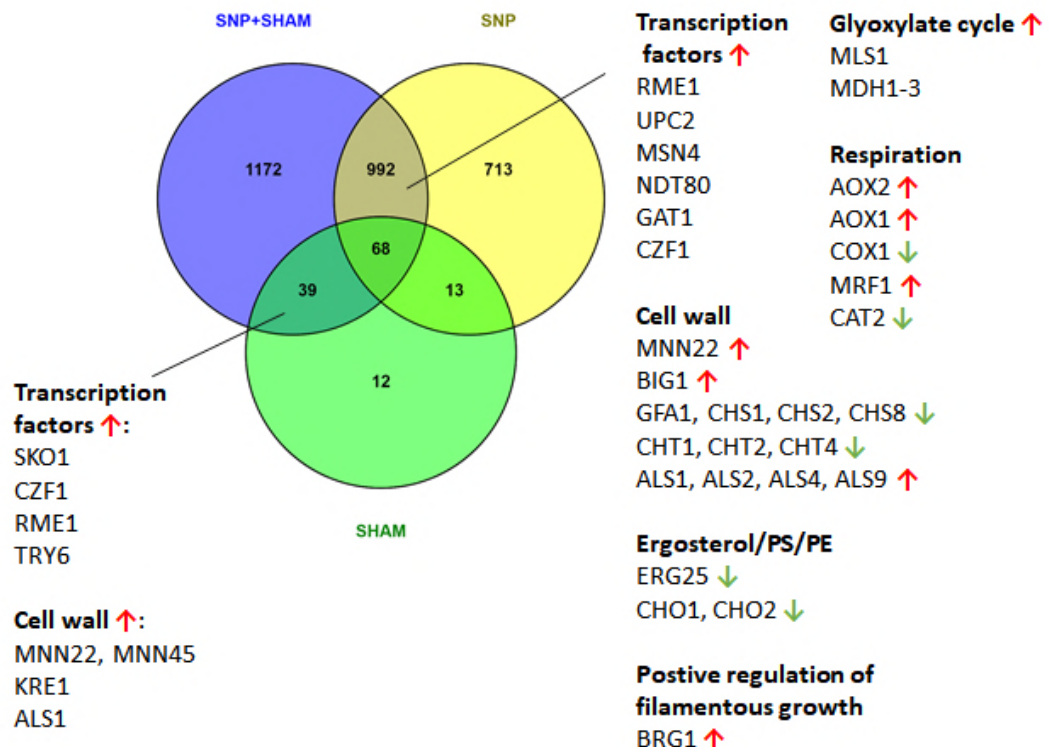 SNP+SHAM
SNP
1172
992
713
68
39
13
12
SHAM
Transcription
factors ↑:
SKO1
CZF1
RME1
TRY6
Cell wall ↑:
MNN22, MNN45
KRE1
ALS1
Transcription
factors ↑
RME1
UPC2
MSN4
NDT80
GAT1
CZF1
Cell wall
MNN22 ↑
BIG1 ↑
GFA1, CHS1, CHS2, CHS8 ↓
CHT1, CHT2, CHT4 ↓
ALS1, ALS2, ALS4, ALS9 ↑
Ergosterol/PS/PE
ERG25 ↓
CHO1, CHO2 ↓
Postive regulation of
filamentous growth
BRG1 ↑
Glyoxylate cycle ↑
MLS1
MDH1-3
Respiration
AOX2 ↑
AOX1 ↑
COX1 ↓
MRF1 ↑
CAT2 ↓